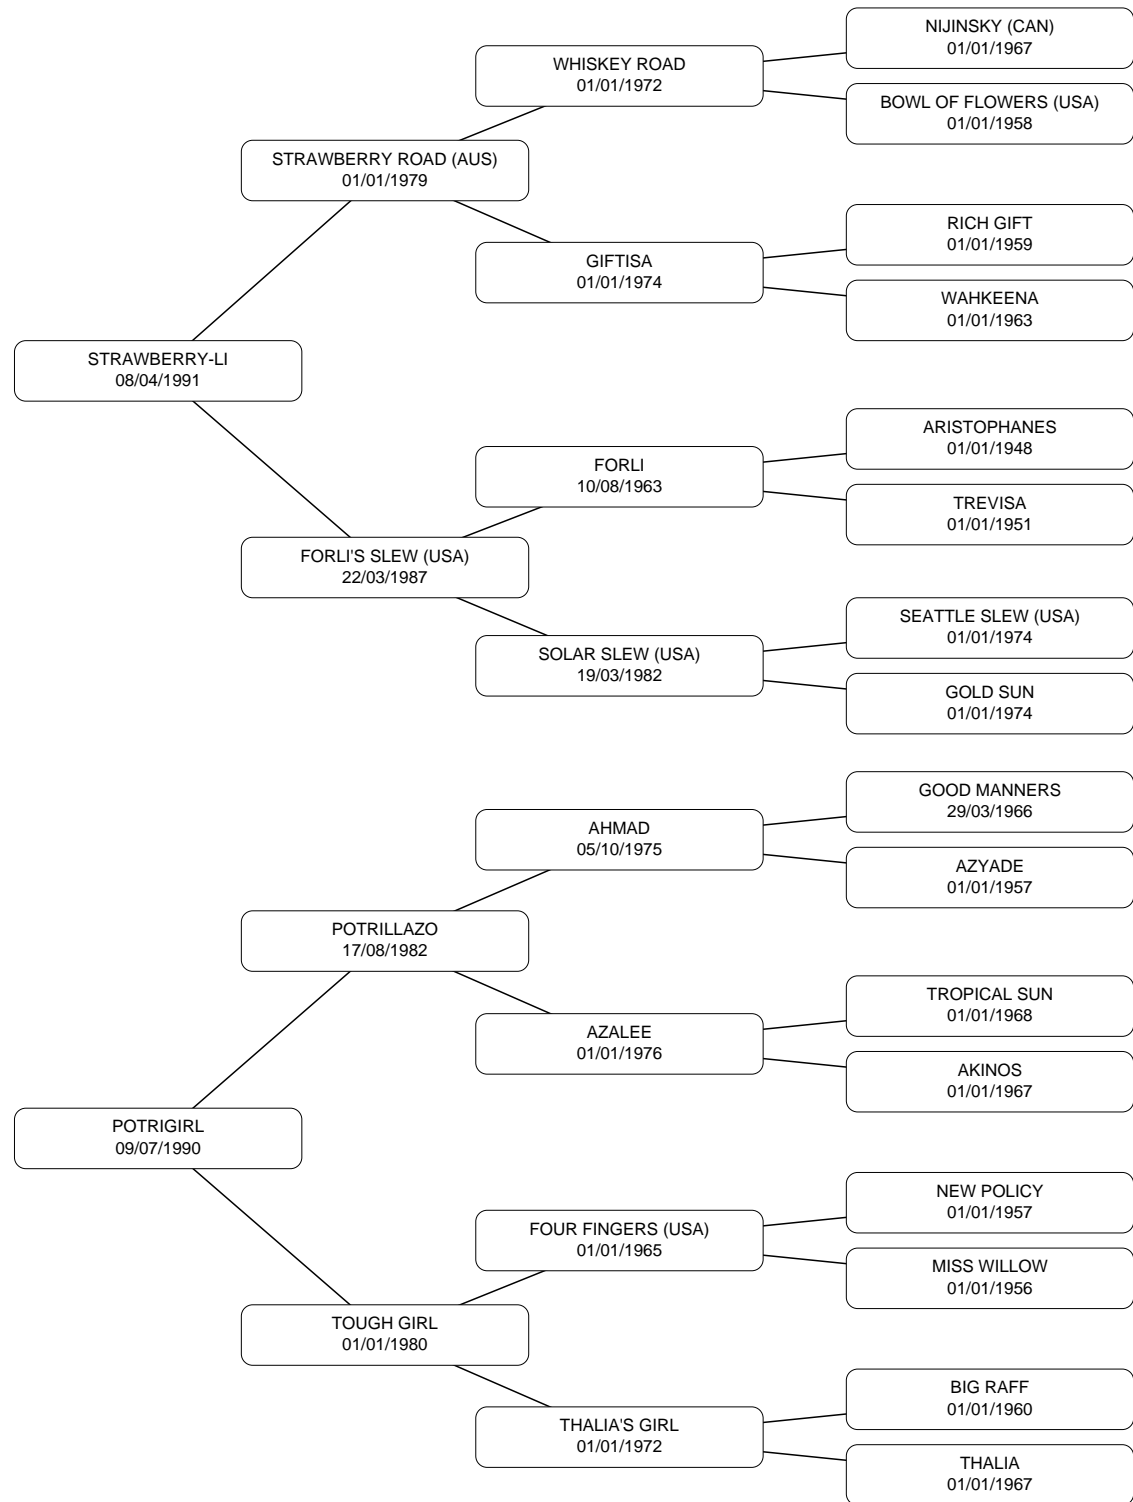 NIJINSKY (CAN)
01/01/1967
WHISKEY ROAD
01/01/1972
BOWL OF FLOWERS (USA)
01/01/1958
STRAWBERRY ROAD (AUS)
01/01/1979
RICH GIFT
01/01/1959
GIFTISA
01/01/1974
WAHKEENA
01/01/1963
STRAWBERRY-LI
08/04/1991
ARISTOPHANES
01/01/1948
FORLI
10/08/1963
TREVISA
01/01/1951
FORLI'S SLEW (USA)
22/03/1987
SEATTLE SLEW (USA)
01/01/1974
SOLAR SLEW (USA)
19/03/1982
GOLD SUN
01/01/1974
GOOD MANNERS
29/03/1966
AHMAD
05/10/1975
AZYADE
01/01/1957
POTRILLAZO
17/08/1982
TROPICAL SUN
01/01/1968
AZALEE
01/01/1976
AKINOS
01/01/1967
POTRIGIRL
09/07/1990
NEW POLICY
01/01/1957
FOUR FINGERS (USA)
01/01/1965
MISS WILLOW
01/01/1956
TOUGH GIRL
01/01/1980
BIG RAFF
01/01/1960
THALIA'S GIRL
01/01/1972
THALIA
01/01/1967